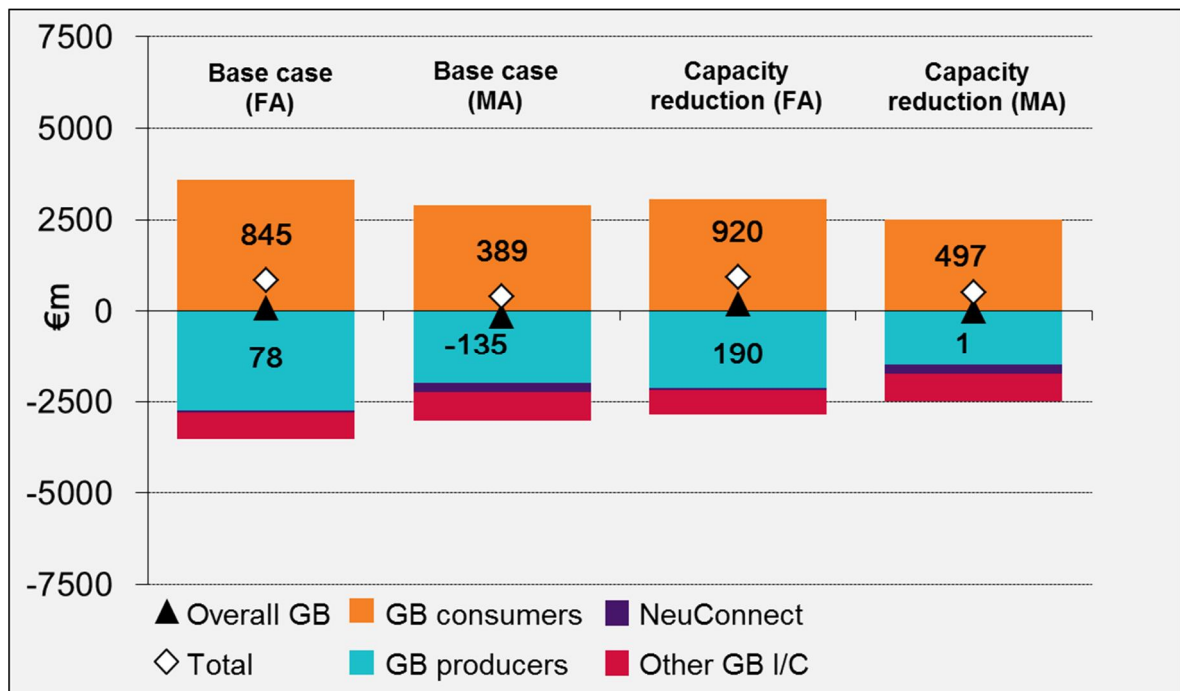 7500
5000
2500
0
-2500
-5000
-7500
€m
Base case
(FA)
Base case
(MA)
Capacity
reduction (FA)
Capacity
reduction (MA)
845
389
920
497
78
-135
190
1
Overall GB
GB consumers
NeuConnect
Total
GB producers
Other GB I/C